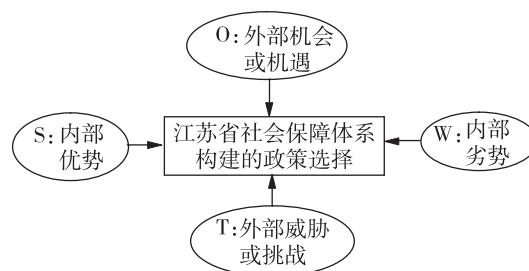 O:外部机会
或机遇
S:内部
优势
江苏省社会保障体系
构建的政策选择
W:内部
劣势
T:外部威胁
或挑战